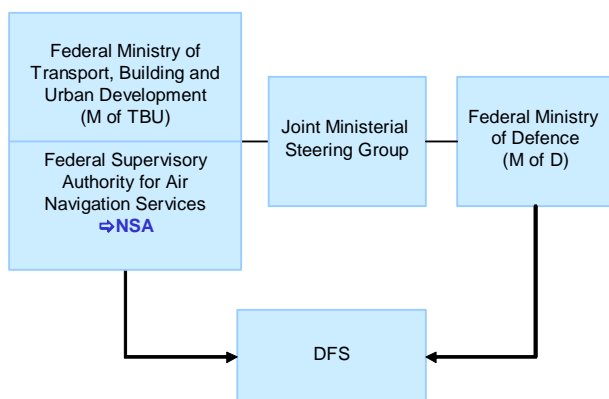 Federal Ministry of
Transport, Building and
Urban Development
(M of TBU)
Federal Supervisory
Authority for Air
Navigation Services
⇨NSA
Joint Ministerial
Steering Group
Federal Ministry
of Defence
(M of D)
DFS